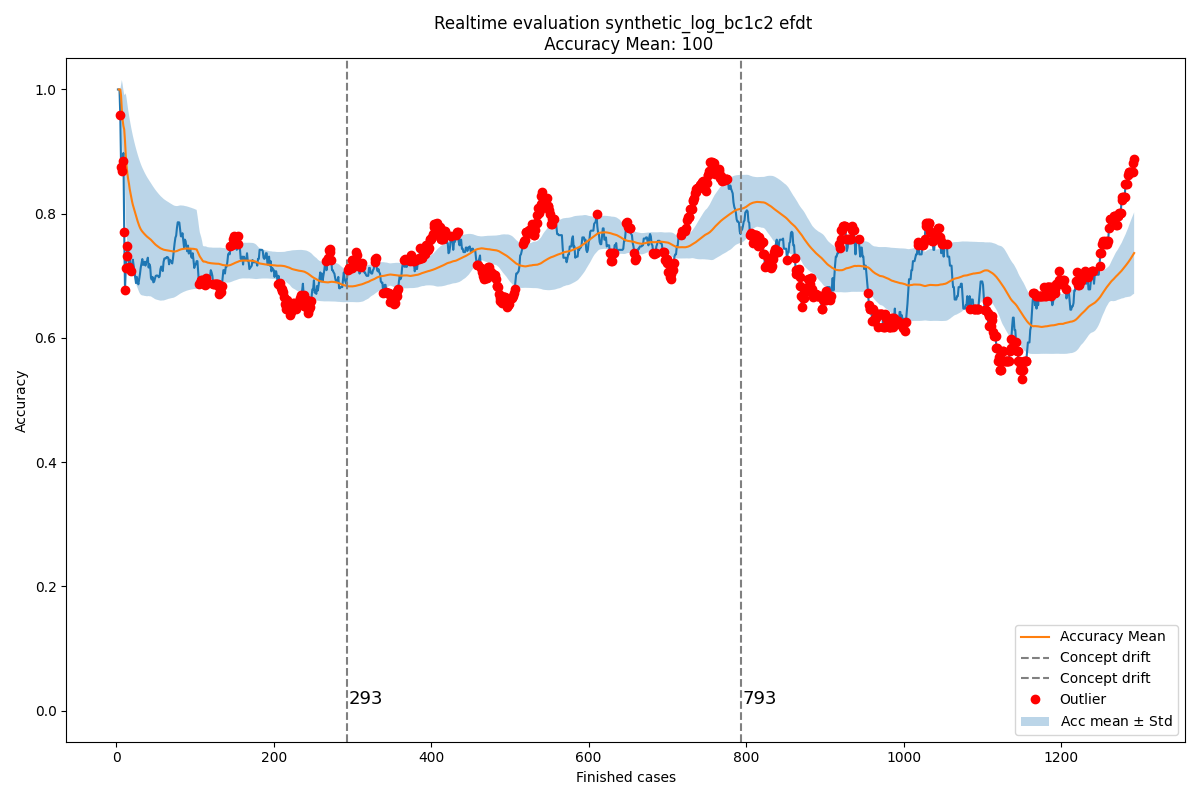 Realtime evaluation synthetic_log_bc1c2 efdt
Accuracy Mean: 100
Accuracy
1.0
0.8
0.6
0.4
0.2
0.0
293
793
Accuracy Mean
Concept drift
Concept drift
Outlier
Acc mean ± Std
0
200
400
600
800
1000
1200
Finished cases